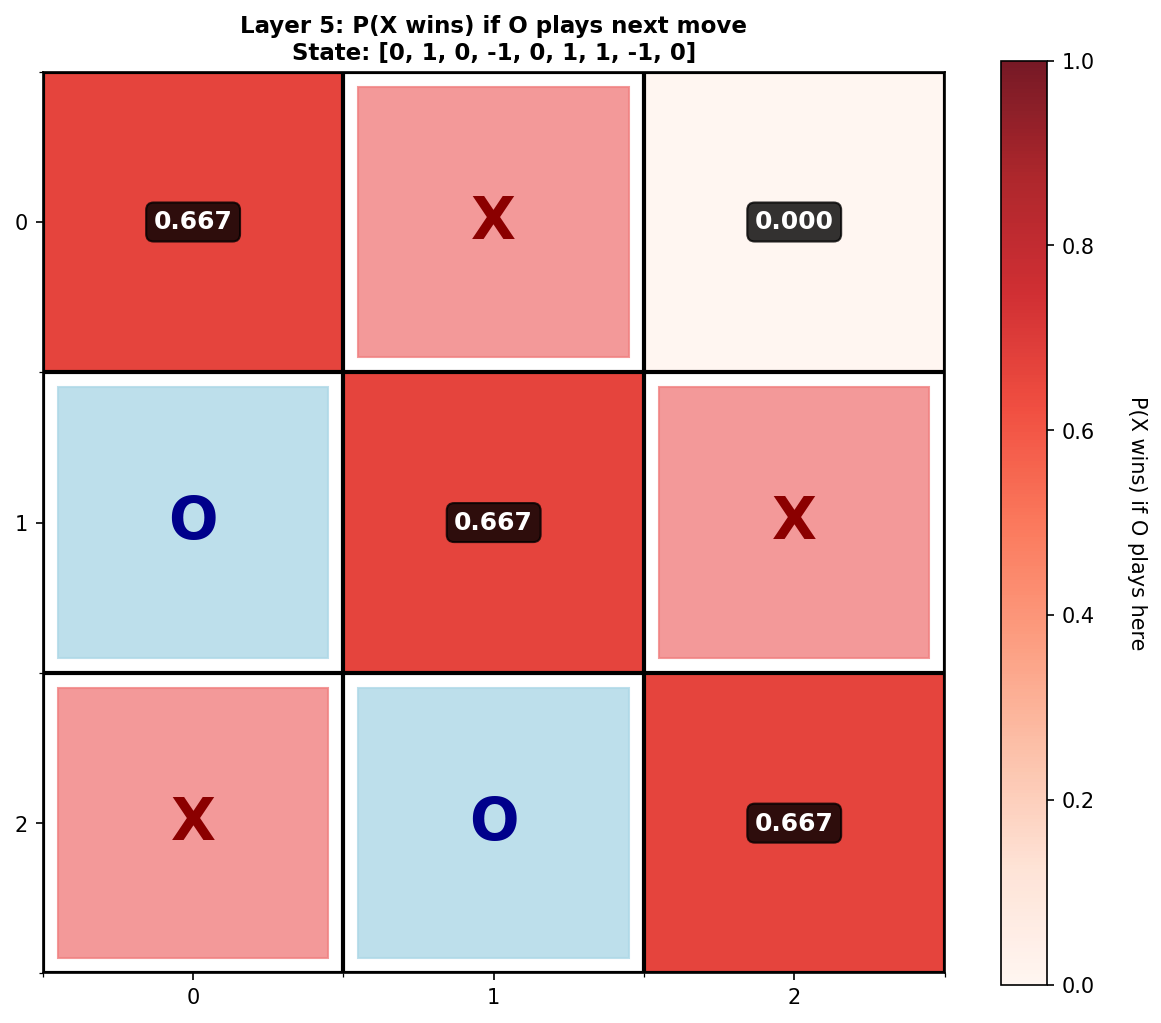 Layer 5: P(X wins) if O plays next move
State: [0, 1, 0, -1, 0, 1, 1, -1, 0]
0
0.667
X
0.000
1
O
0.667
X
2
X
O
0.667
0
1
2
1.0
0.8
0.6
0.4
0.2
0.0
P(X wins) if O plays here